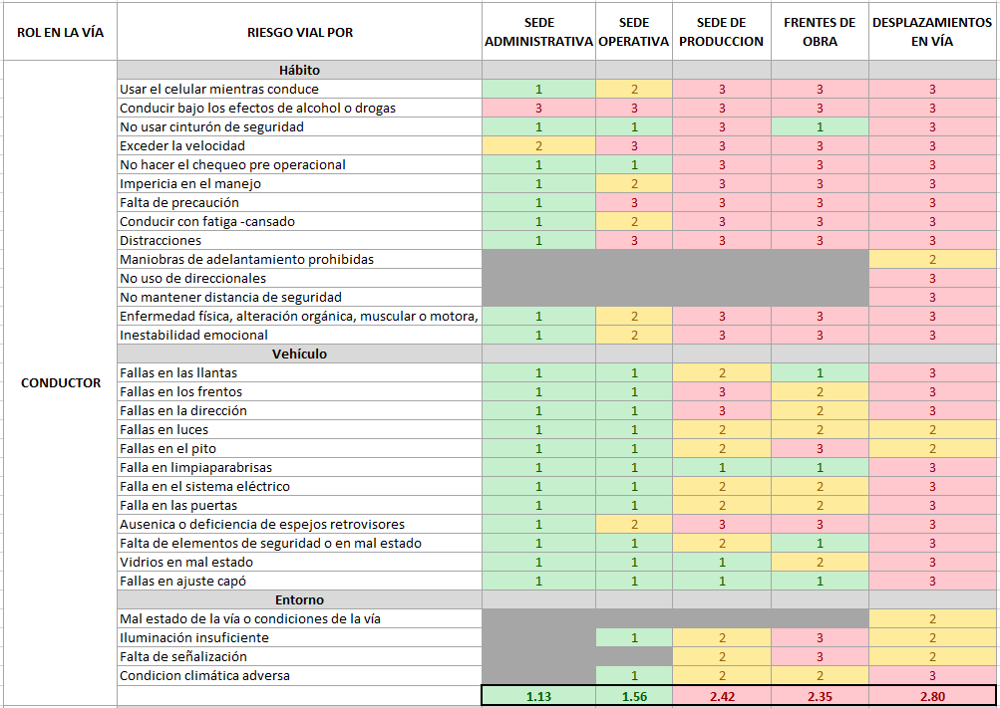 ROL EN LA VÍA RIESGO VIAL POR SEDE ADMINISTRATIVA SEDE OPERATIVA SEDE DE PRODUCCION FRENTES DE OBRA DESPLAZAMIENTOS EN VÍA
Hábito
Usar el celular mientras conduce 1 2 3 3 3
Conducir bajo los efectos de alcohol o drogas 3 3 3 3 3
No usar cinturón de seguridad 1 1 3 1 3
Exceder la velocidad 2 3 3 3 3
No hacer el chequeo pre operacional 1 1 3 3 3
Impericia en el manejo 1 2 3 3 3
Falta de precaución 1 3 3 3 3
Conducir con fatiga -cansado 1 2 3 3 3
Distracciones 1 3 3 3 3
Maniobras de adelantamiento prohibidas 2
No uso de direccionales 3
No mantener distancia de seguridad 3
Enfermedad física, alteración orgánica, muscular o motora, 1 2 3 3 3
Inestabilidad emocional 1 2 3 3 3
Vehículo
Fallas en las llantas 1 1 2 1 3
CONDUCTOR
Fallas en los frentos 1 1 3 2 3
Fallas en la dirección 1 1 3 2 3
Fallas en luces 1 1 2 2 2
Fallas en el pito 1 1 2 3 2
Falla en limpiaparabrisas 1 1 1 1 3
Falla en el sistema eléctrico 1 1 2 2 3
Falla en las puertas 1 1 2 2 3
Ausenica o deficiencia de espejos retrovisores 1 2 3 3 3
Falta de elementos de seguridad o en mal estado 1 1 2 1 3
Vidrios en mal estado 1 1 1 2 3
Fallas en ajuste capó 1 1 1 1 3
Entorno
Mal estado de la vía o condiciones de la vía 2
Iluminación insuficiente 1 2 3 2
Falta de señalización 2 3 2
Condicion climática adversa 1 2 2 3
1.13 1.56 2.42 2.35 2.80